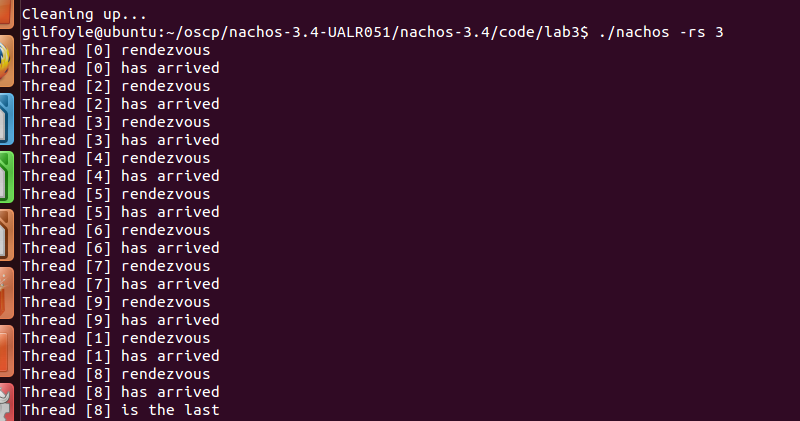 Cleaning up...
gilfoyle@ubuntu:~/oscp/nachos-3.4-UALR051/nachos-3.4/code/lab3$ ./nachos -rs 3
Thread [0] rendezvous
Thread [0] has arrived
Thread [2] rendezvous
Thread [2] has arrived
Thread [3] rendezvous
Thread [3] has arrived
Thread [4] rendezvous
Thread [4] has arrived
Thread [5] rendezvous
Thread [5] has arrived
Thread [6] rendezvous
Thread [6] has arrived
Thread [7] rendezvous
Thread [7] has arrived
Thread [9] rendezvous
Thread [9] has arrived
Thread [1] rendezvous
Thread [1] has arrived
Thread [8] rendezvous
Thread [8] has arrived
Thread [8] is the last